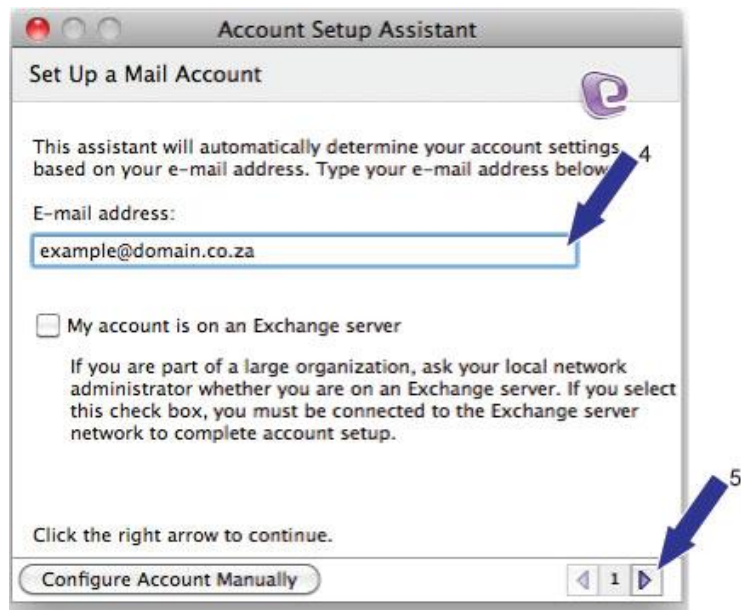 Account Setup Assistant
Set Up a Mail Account
This assistant will automatically determine your account settings
based on your e-mail address. Type your e-mail address below
4
E-mail address:
example@domain.co.za
My account is on an Exchange server
If you are part of a large organization, ask your local network
administrator whether you are on an Exchange server. If you select
this check box, you must be connected to the Exchange server
network to complete account setup.
5
Click the right arrow to continue.
Configure Account Manually
1